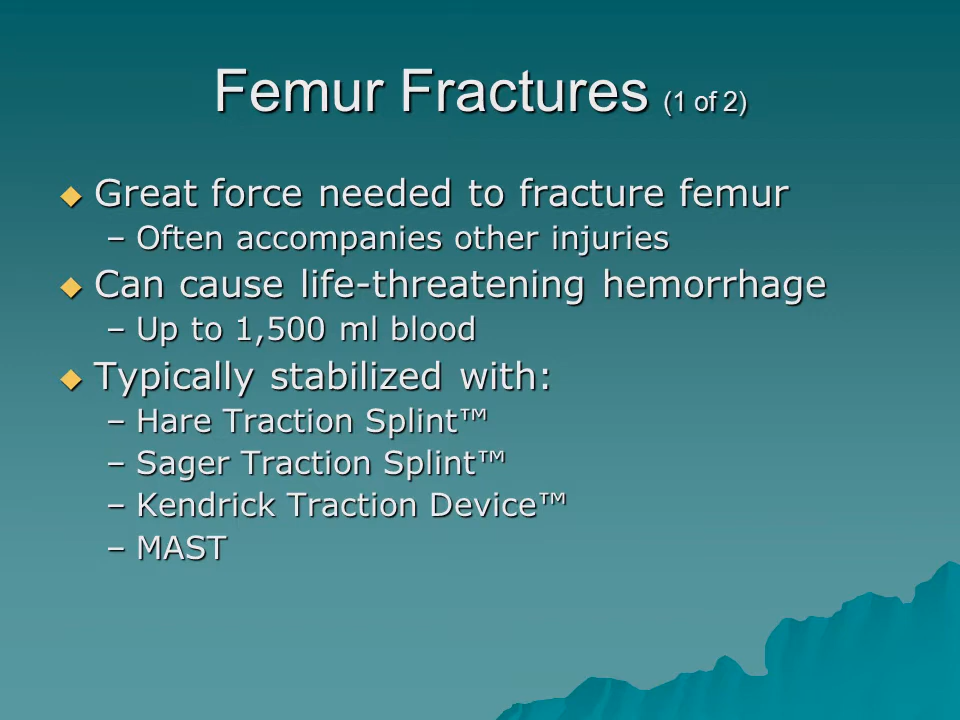 Femur Fractures (1 of 2)
◆ Great force needed to fracture femur
– Often accompanies other injuries
◆ Can cause life-threatening hemorrhage
– Up to 1,500 ml blood
◆ Typically stabilized with:
– Hare Traction Splint™
– Sager Traction Splint™
– Kendrick Traction Device™
– MAST